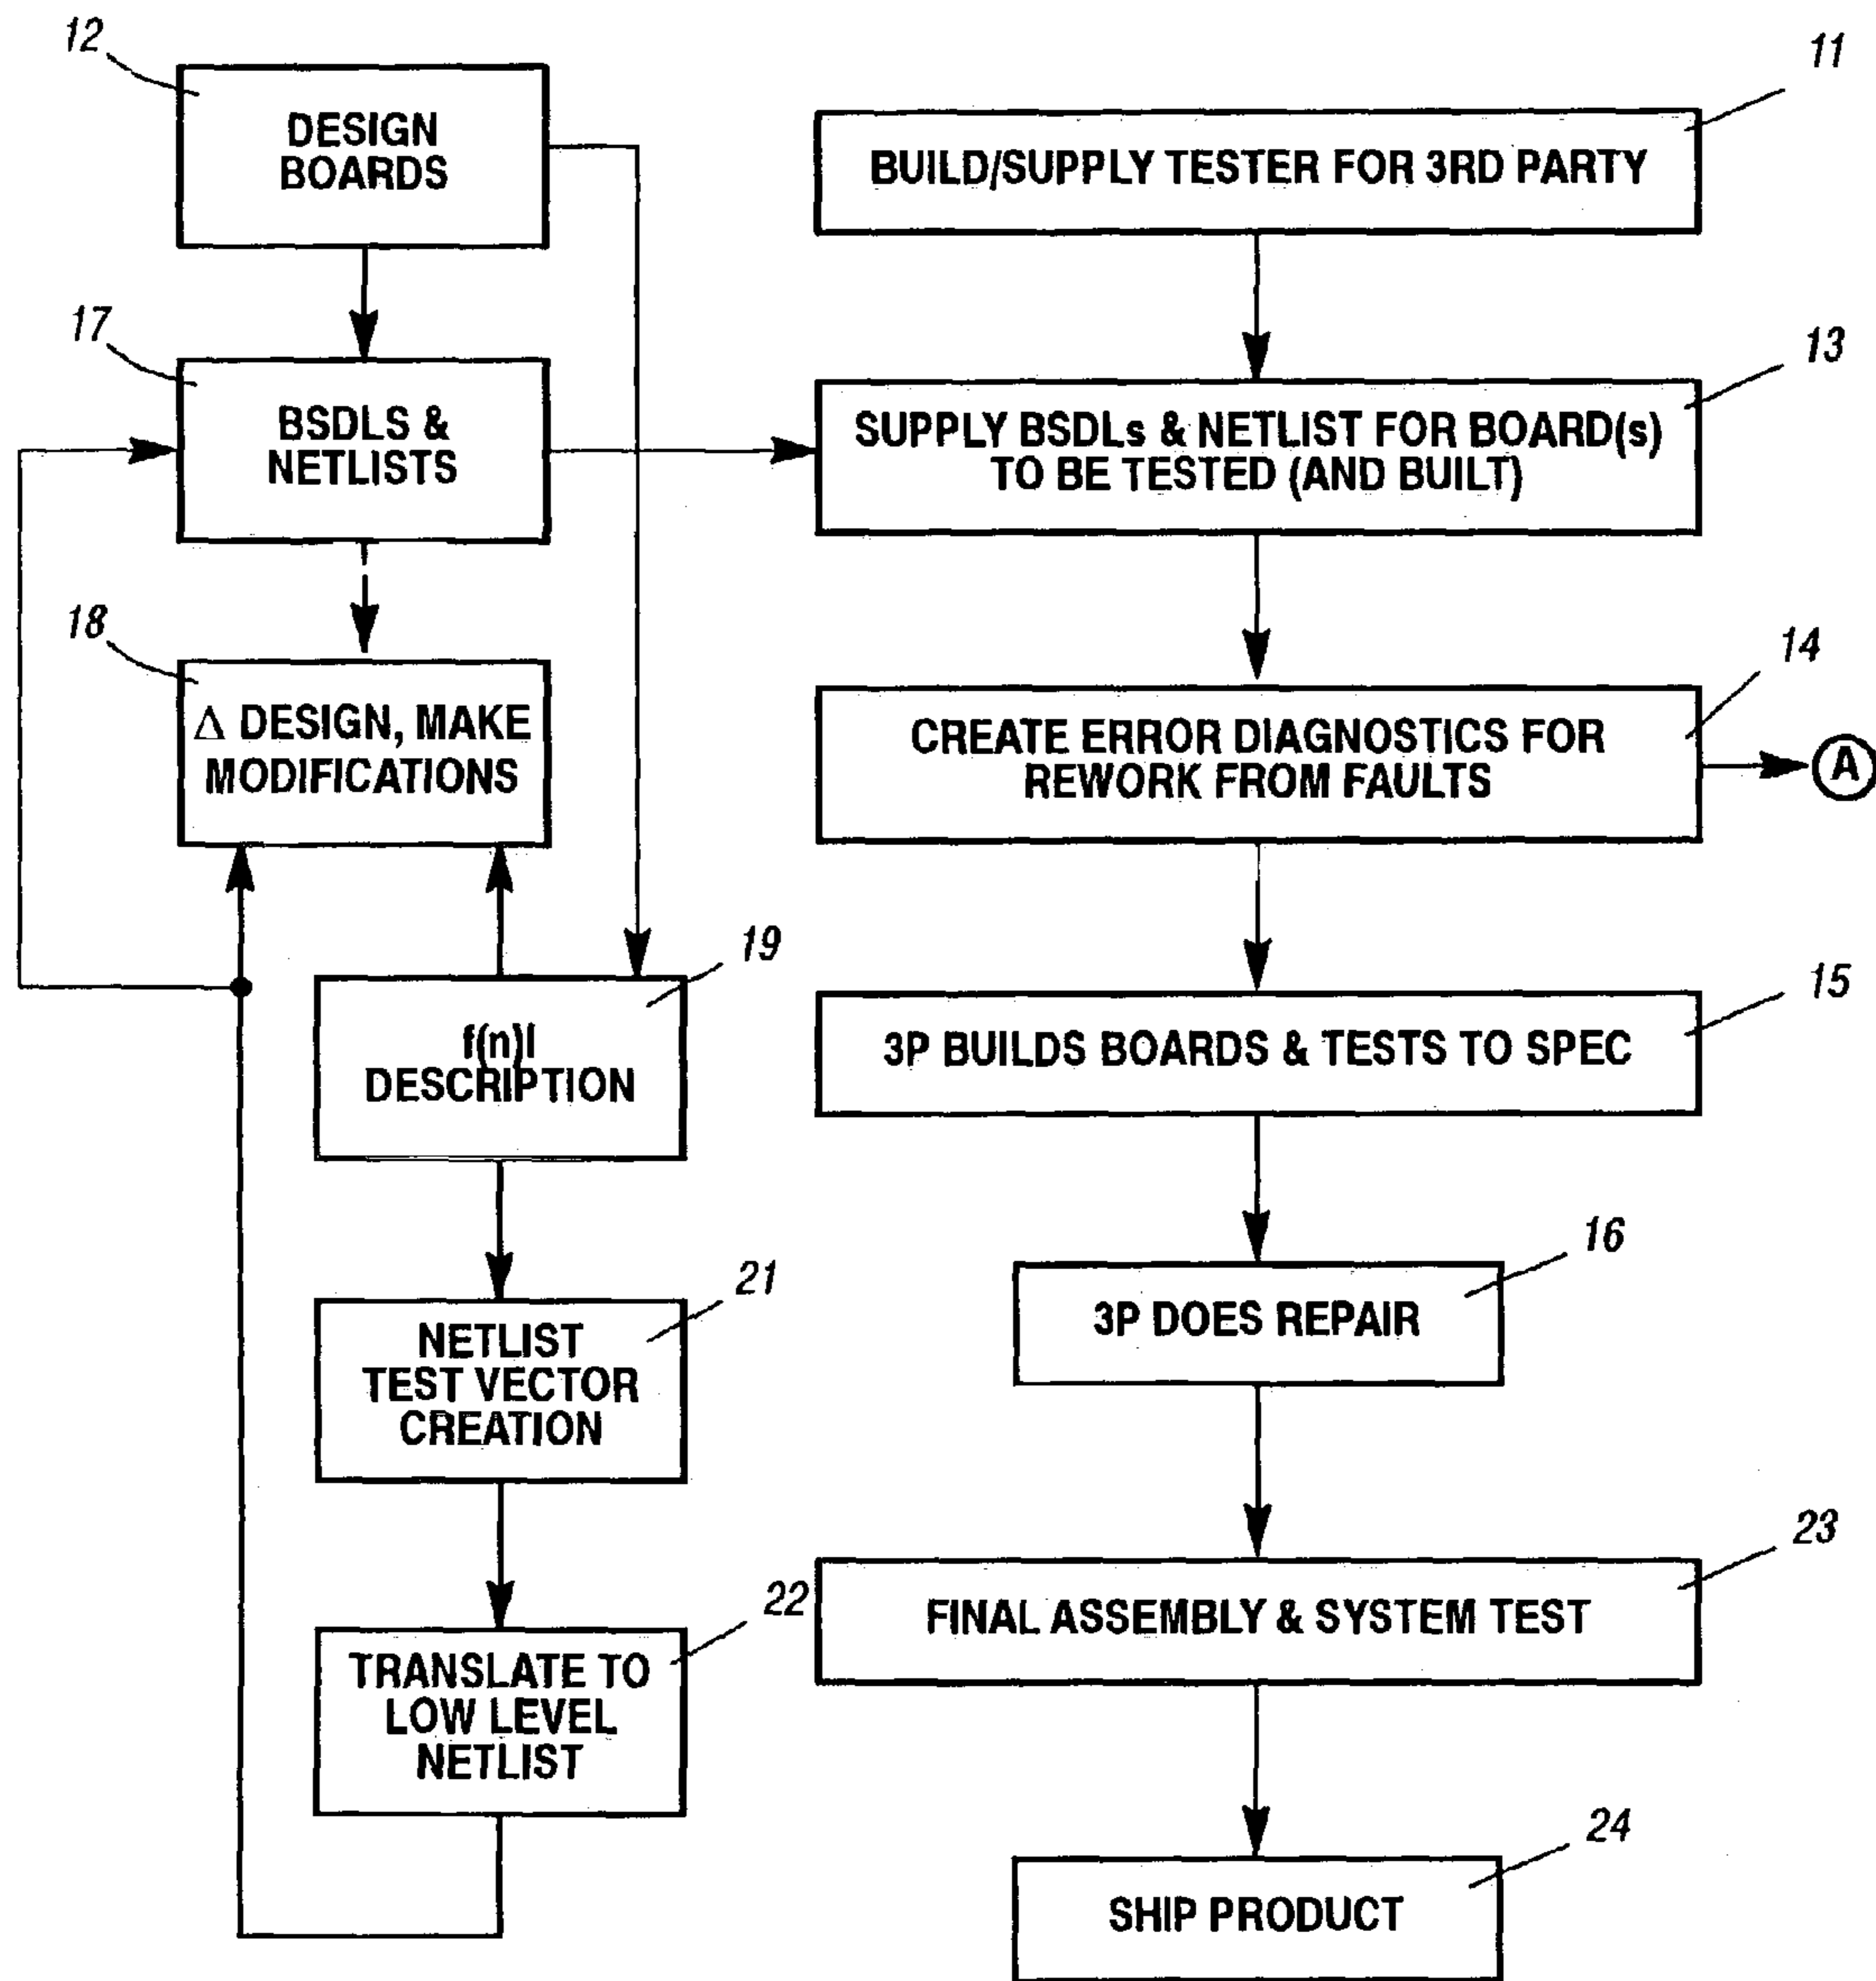 12
DESIGN
BOARDS
11
BUILD/SUPPLY TESTER FOR 3RD PARTY
17
BSDLS &
NETLISTS
13
SUPPLY BSDLs & NETLIST FOR BOARD(s)
TO BE TESTED (AND BUILT)
18
Δ DESIGN, MAKE
MODIFICATIONS
14
CREATE ERROR DIAGNOSTICS FOR
REWORK FROM FAULTS
A
19
f(n)l
DESCRIPTION
15
3P BUILDS BOARDS & TESTS TO SPEC
21
NETLIST
TEST VECTOR
CREATION
16
3P DOES REPAIR
22
TRANSLATE TO
LOW LEVEL
NETLIST
23
FINAL ASSEMBLY & SYSTEM TEST
24
SHIP PRODUCT